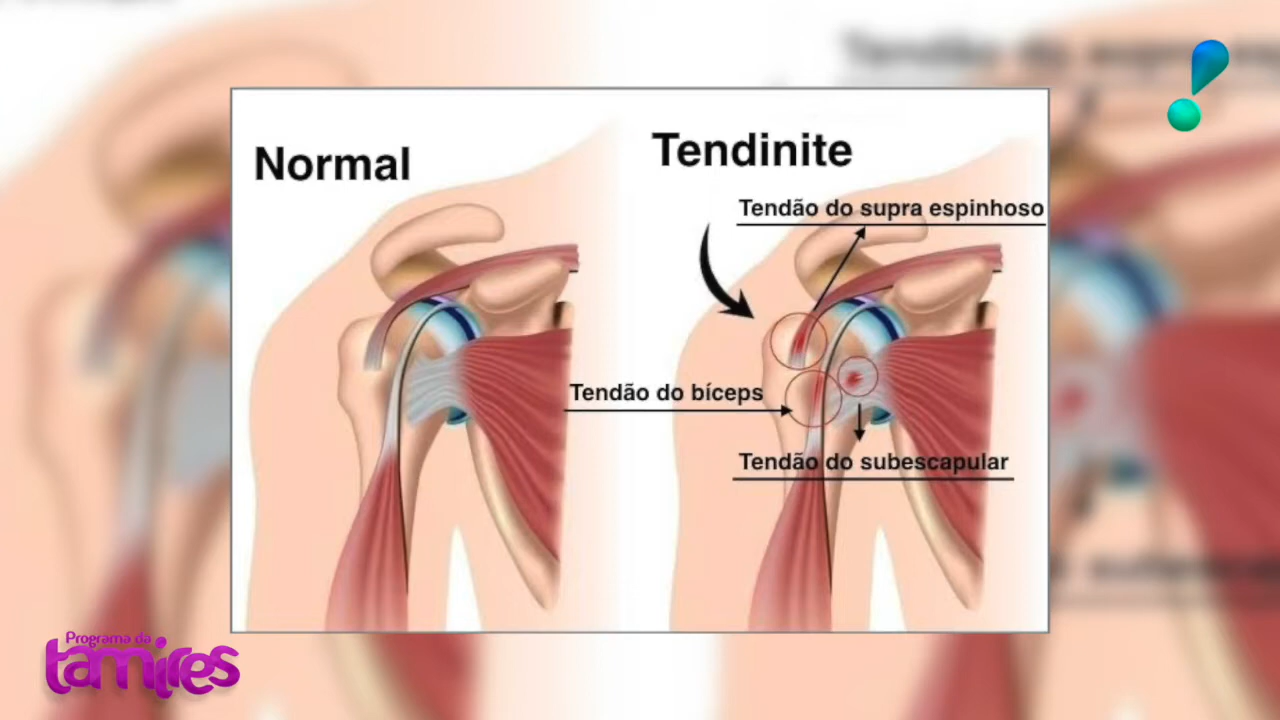 Normal
Tendinite
Tendão do supra espinhoso
Tendão do bíceps
Tendão do subescapular
Programa da
tamires